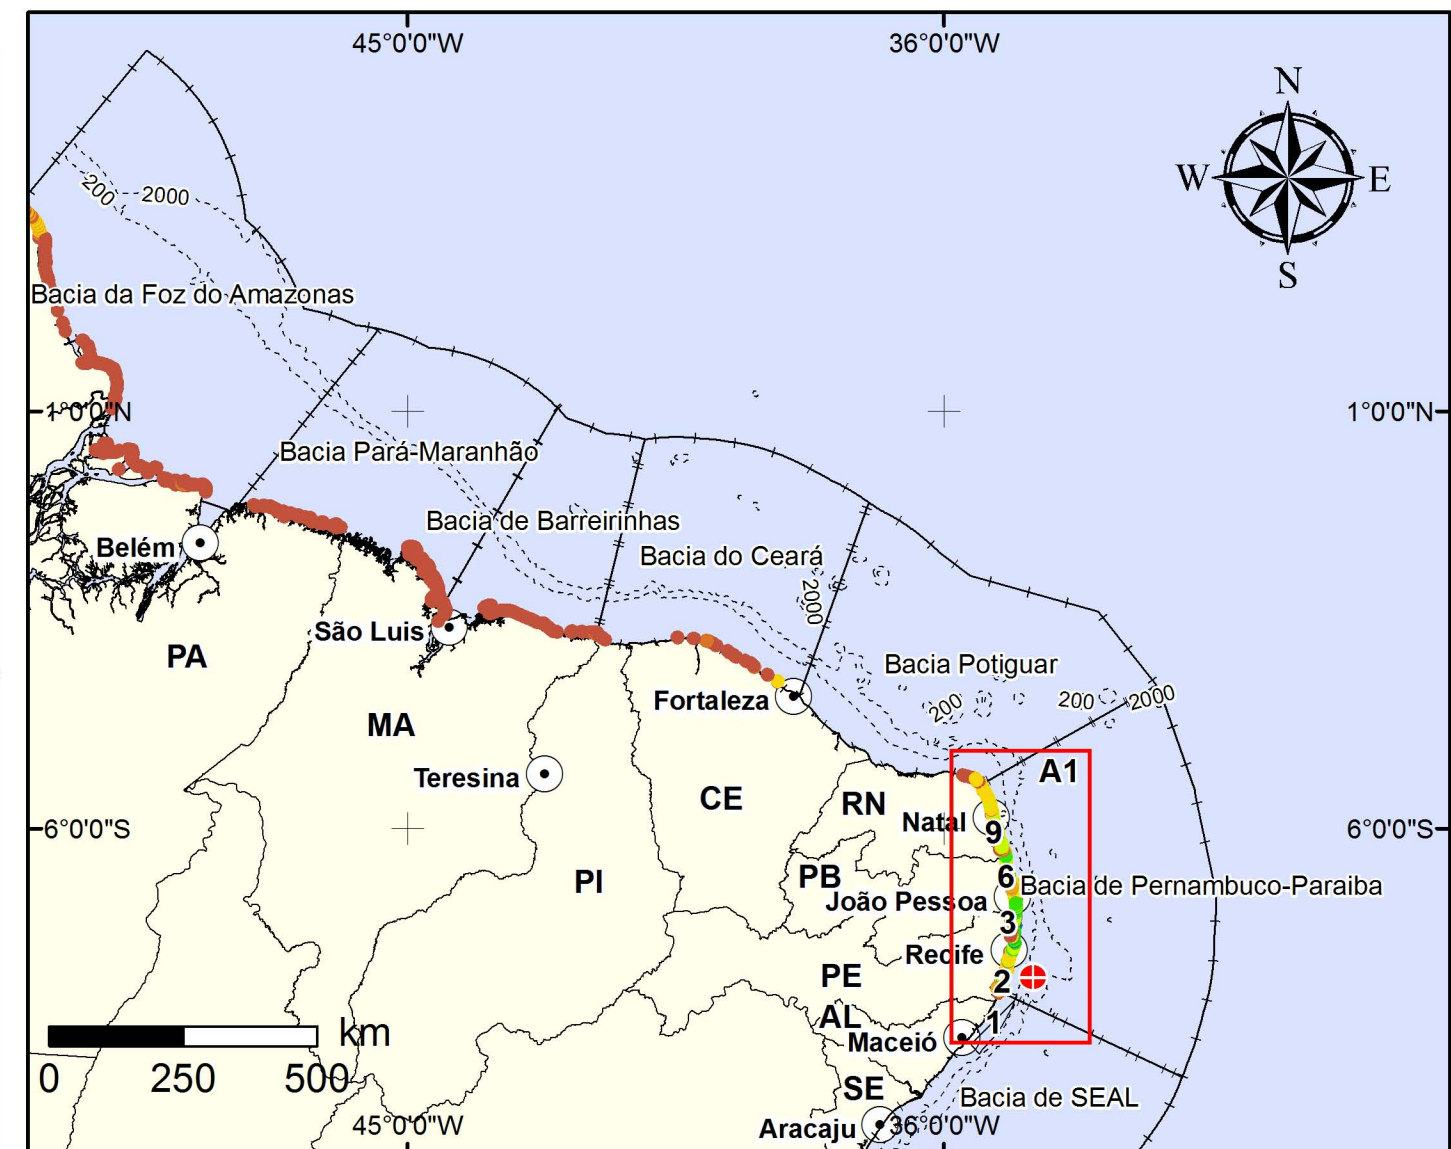 45°0'0"W
36°0'0"W
N
W
E
S
200
2000
Bacia da Foz do Amazonas
1°0'0"N
1°0'0"N
Bacia Pará-Maranhão
Bacia de Barreirinhas
Belém
Bacia do Ceará
2000
São Luis
PA
Bacia Potiguar
Fortaleza
200
200
2000
MA
Teresina
A1
CE
RN
Natal
9
6°0'0"S
6°0'0"S
PI
PB
6
Bacia de Pernambuco-Paraiba
João Pessoa
3
Recife
PE
2
AL
1
Maceió
km
0
250
500
SE
Bacia de SEAL
45°0'0"W
Aracaju
36°0'0"W